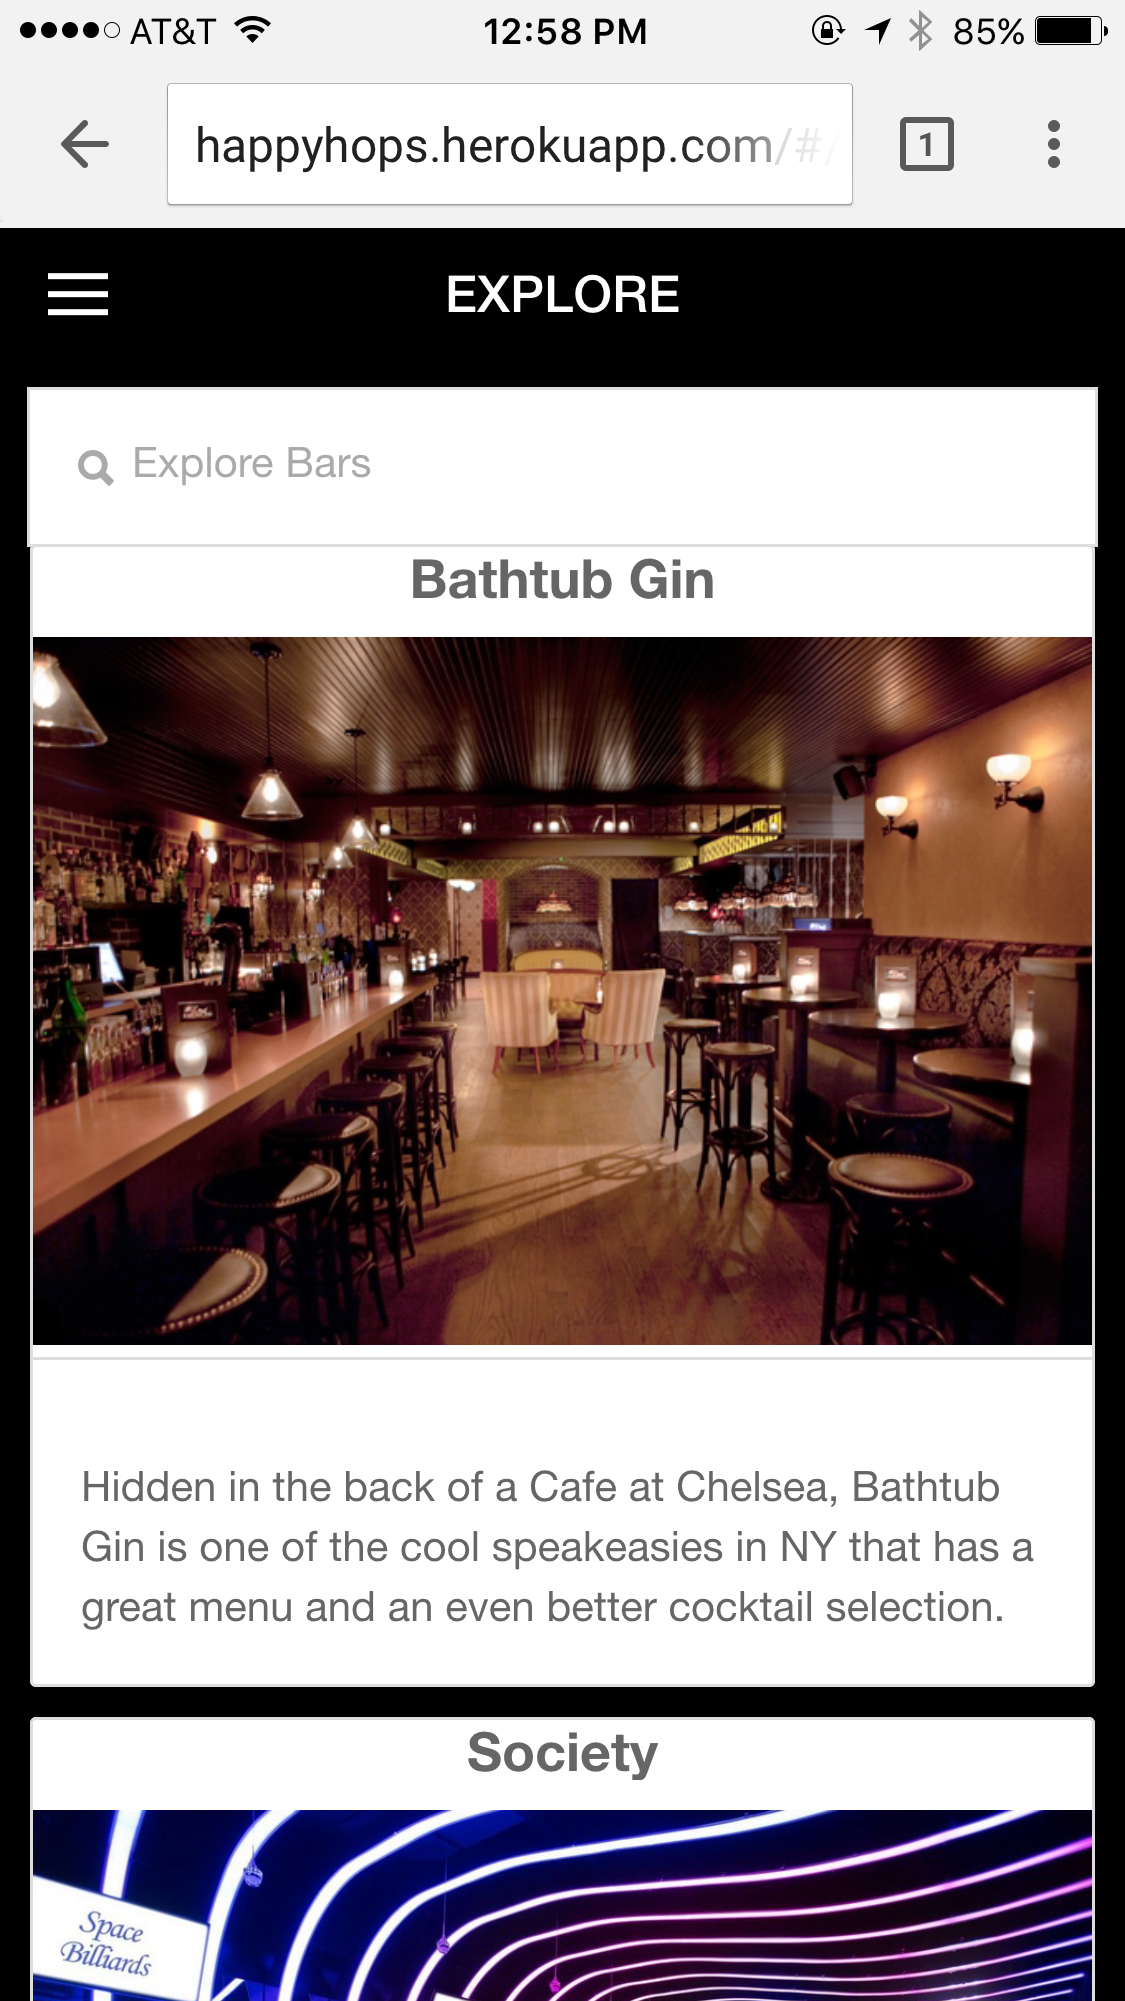 AT&T 12:58 PM 85%
happyhops.herokuapp.com/#/
1
EXPLORE
Explore Bars
Bathtub Gin
Hidden in the back of a Cafe at Chelsea, Bathtub
Gin is one of the cool speakeasies in NY that has a
great menu and an even better cocktail selection.
Society
Space
Billiards